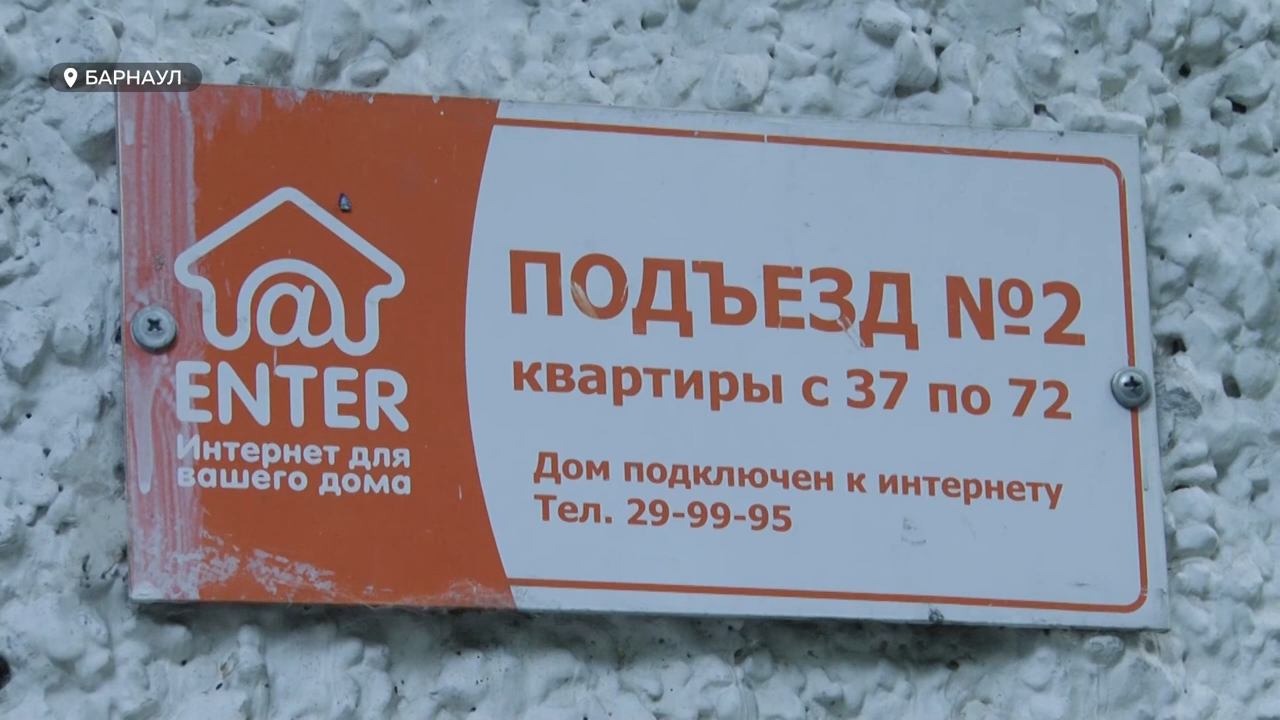 БАРНАУЛ
@
ENTER
Интернет для
вашего дома
ПОДЪЕЗД №2
квартиры с 37 по 72
Дом подключен к интернету
Тел. 29-99-95